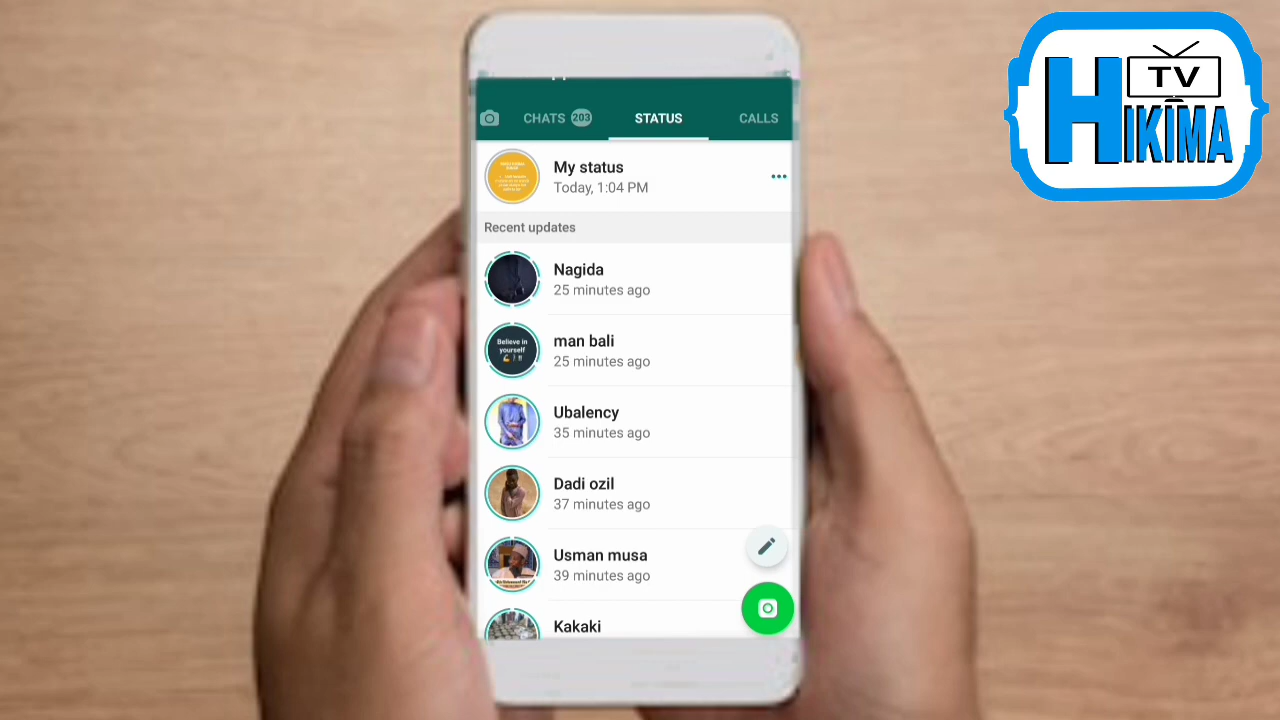 TV
HIKIMA
CHATS 203
STATUS
CALLS
My status
Today, 1:04 PM
Recent updates
Nagida
25 minutes ago
Believe in
yourself
man bali
25 minutes ago
Ubalency
35 minutes ago
Dadi ozil
37 minutes ago
Usman musa
39 minutes ago
Kakaki